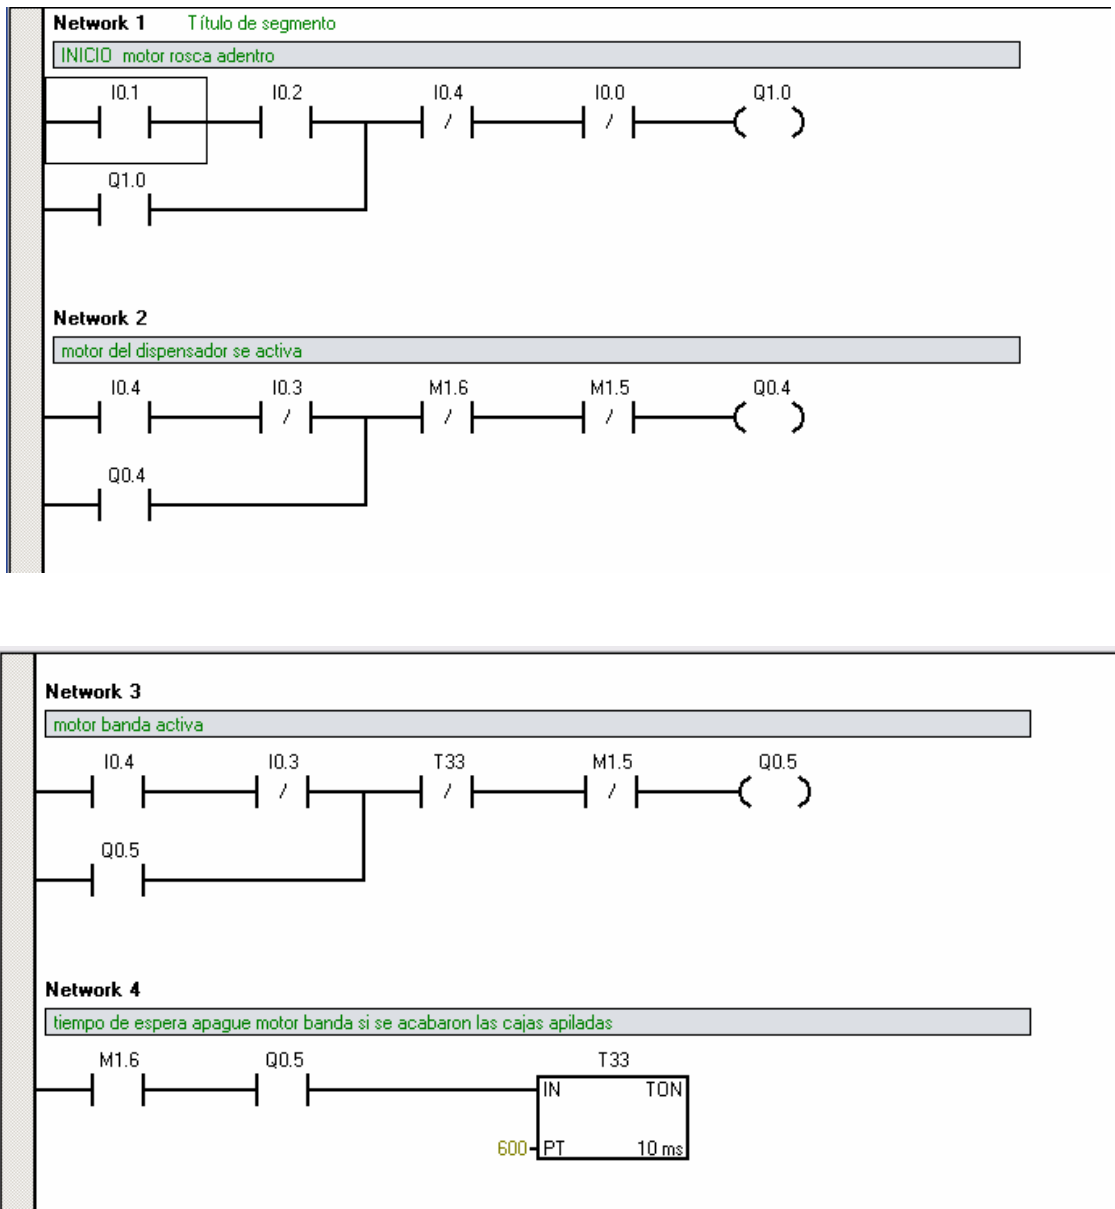 Network 1 Título de segmento
INICIO motor rosca adentro
I0.1 I0.2 I0.4 I0.0 Q1.0
/ /
Q1.0
Network 2
motor del dispensador se activa
I0.4 I0.3 M1.6 M1.5 Q0.4
/ / /
Q0.4
Network 3
motor banda activa
I0.4 I0.3 T33 M1.5 Q0.5
/ / /
Q0.5
Network 4
tiempo de espera apague motor banda si se acabaron las cajas apiladas
M1.6 Q0.5 T33
IN TON
600 PT 10 ms